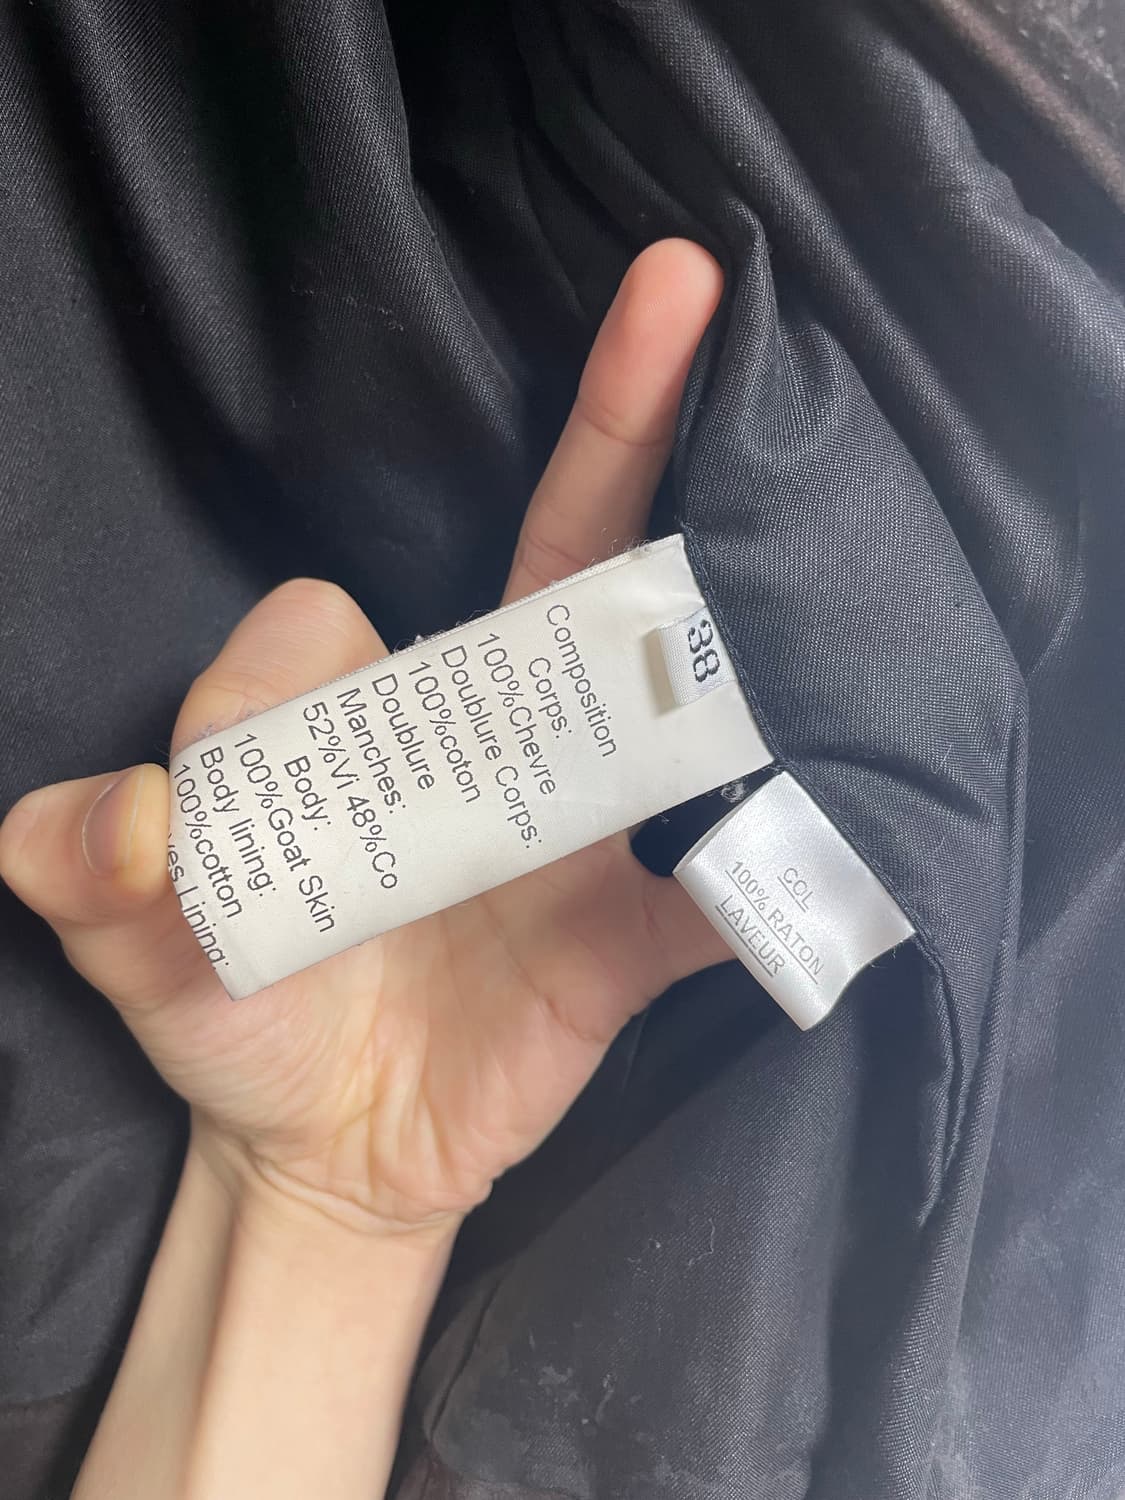 38
Composition
Corps:
100%Chevre
Doublure Corps:
100%coton
Doublure
Manches:
52%Vi 48%Co
Body:
100%Goat Skin
Body lining:
100%cotton
Lining:
COL
100% RATON
LAVEUR